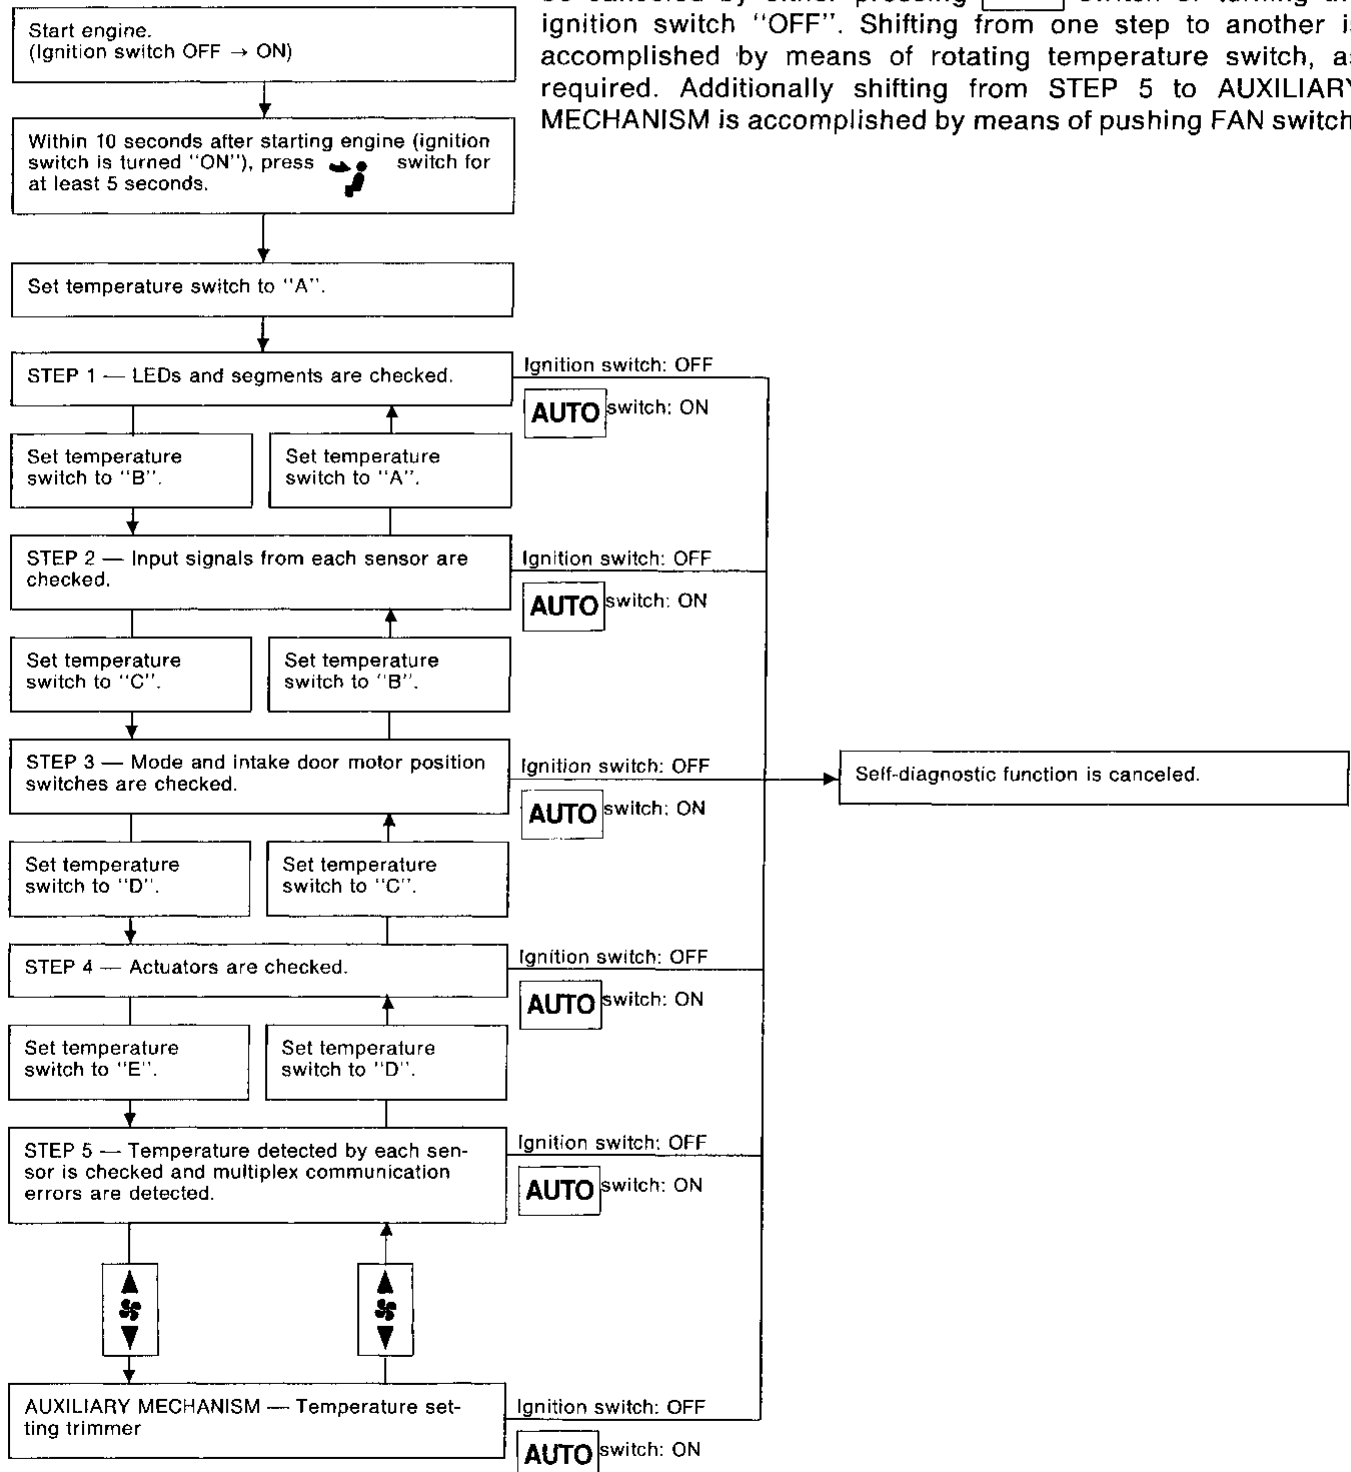 be canceled by either pressing switch or turning the
ignition switch "OFF". Shifting from one step to another is
accomplished by means of rotating temperature switch, as
required. Additionally shifting from STEP 5 to AUXILIARY
MECHANISM is accomplished by means of pushing FAN switch
Start engine.
(Ignition switch OFF → ON)
Within 10 seconds after starting engine (ignition
switch is turned "ON"), press switch for
at least 5 seconds.
Set temperature switch to "A".
STEP 1 — LEDs and segments are checked.
Ignition switch: OFF
AUTO switch: ON
Set temperature
switch to "B".
Set temperature
switch to "A".
STEP 2 — Input signals from each sensor are
checked.
Ignition switch: OFF
AUTO switch: ON
Set temperature
switch to "C".
Set temperature
switch to "B".
STEP 3 — Mode and intake door motor position
switches are checked.
Ignition switch: OFF
AUTO switch: ON
Self-diagnostic function is canceled.
Set temperature
switch to "D".
Set temperature
switch to "C".
STEP 4 — Actuators are checked.
Ignition switch: OFF
AUTO switch: ON
Set temperature
switch to "E".
Set temperature
switch to "D".
STEP 5 — Temperature detected by each sen-
sor is checked and multiplex communication
errors are detected.
Ignition switch: OFF
AUTO switch: ON
AUXILIARY MECHANISM — Temperature set-
ting trimmer
Ignition switch: OFF
AUTO switch: ON